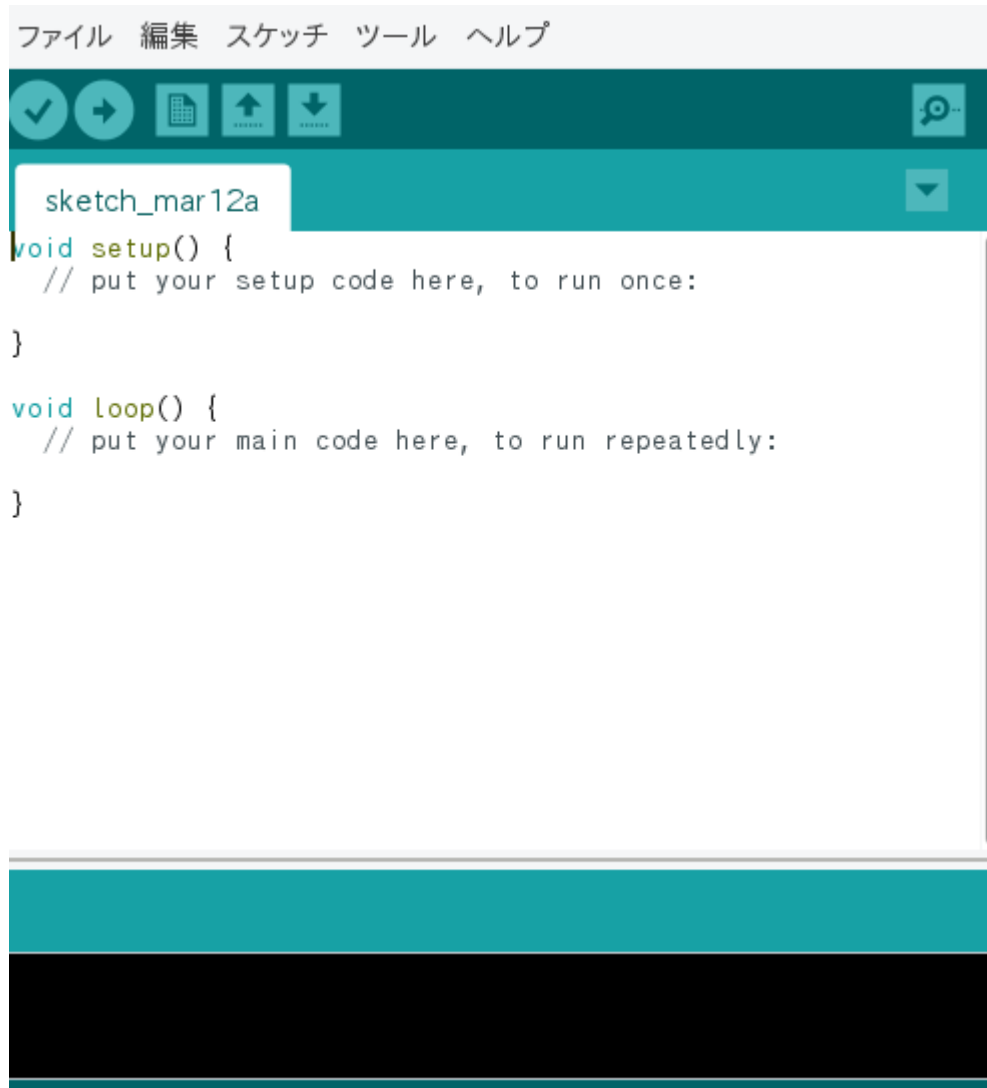 ファイル 編集 スケッチ ツール ヘルプ
sketch_mar12a
void setup() {
  // put your setup code here, to run once:
}
void loop() {
  // put your main code here, to run repeatedly:
}